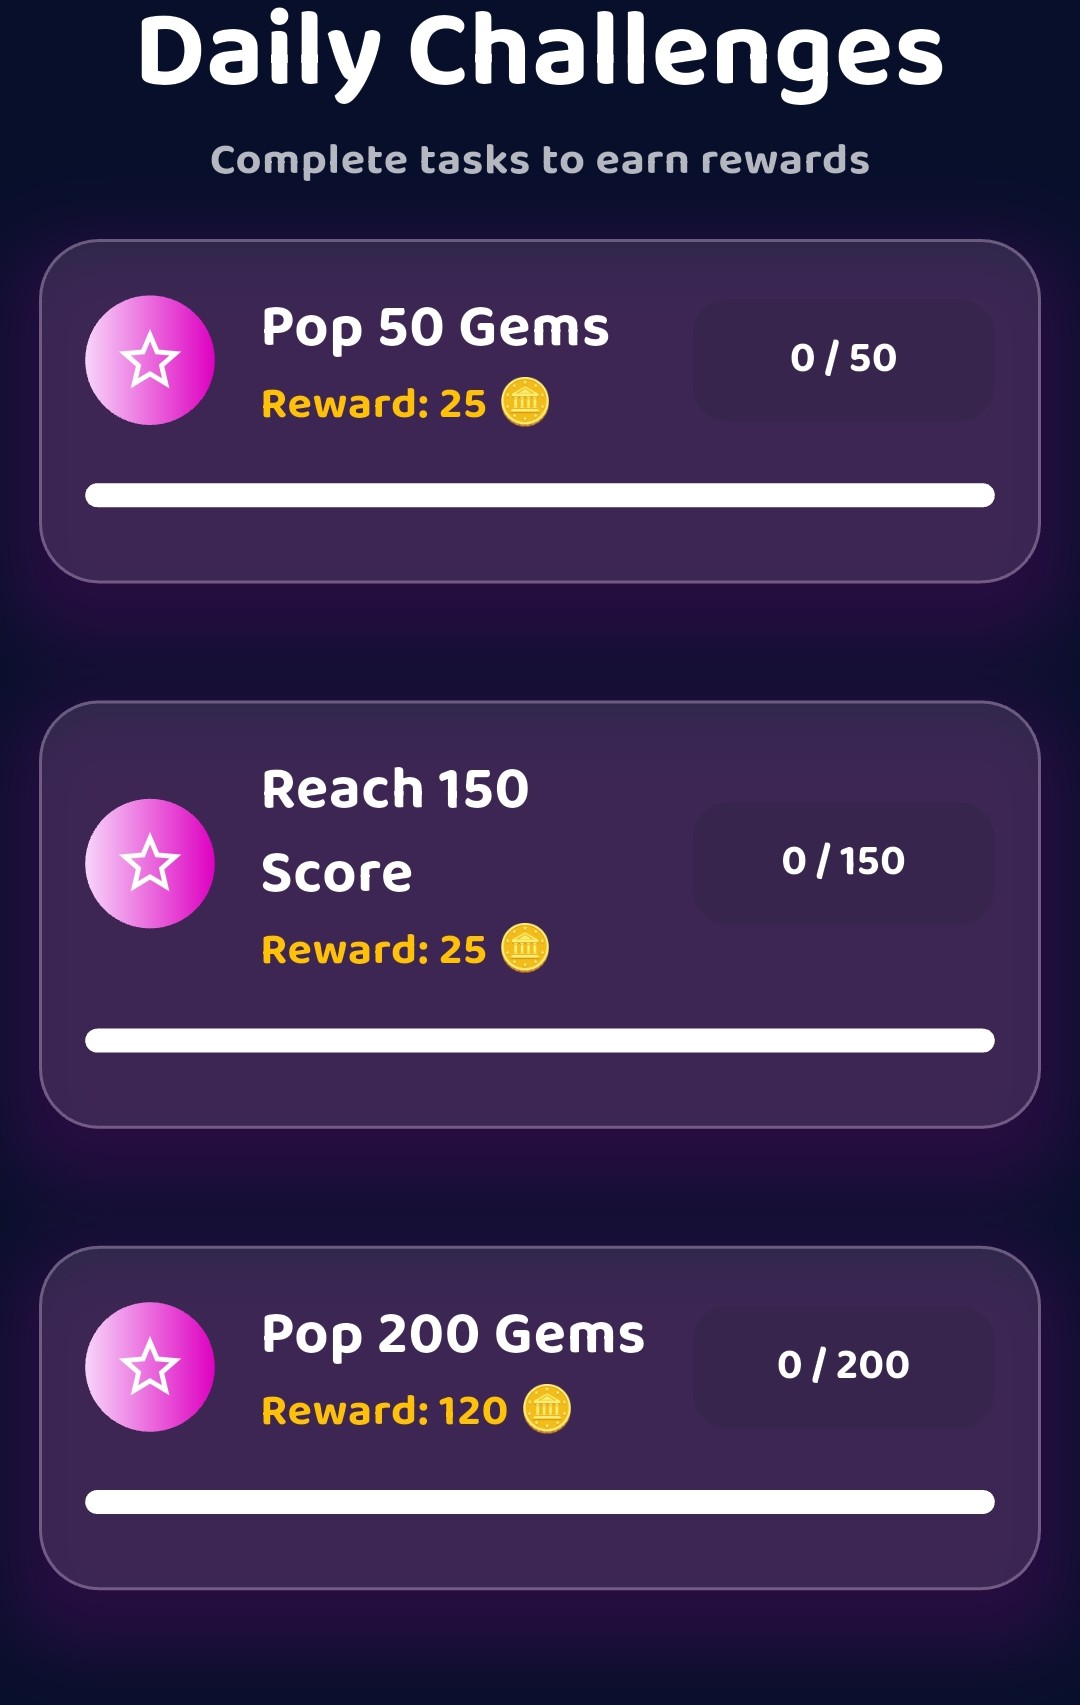 Daily Challenges
Complete tasks to earn rewards
Pop 50 Gems
Reward: 25
0 / 50
Reach 150
Score
Reward: 25
0 / 150
Pop 200 Gems
Reward: 120
0 / 200